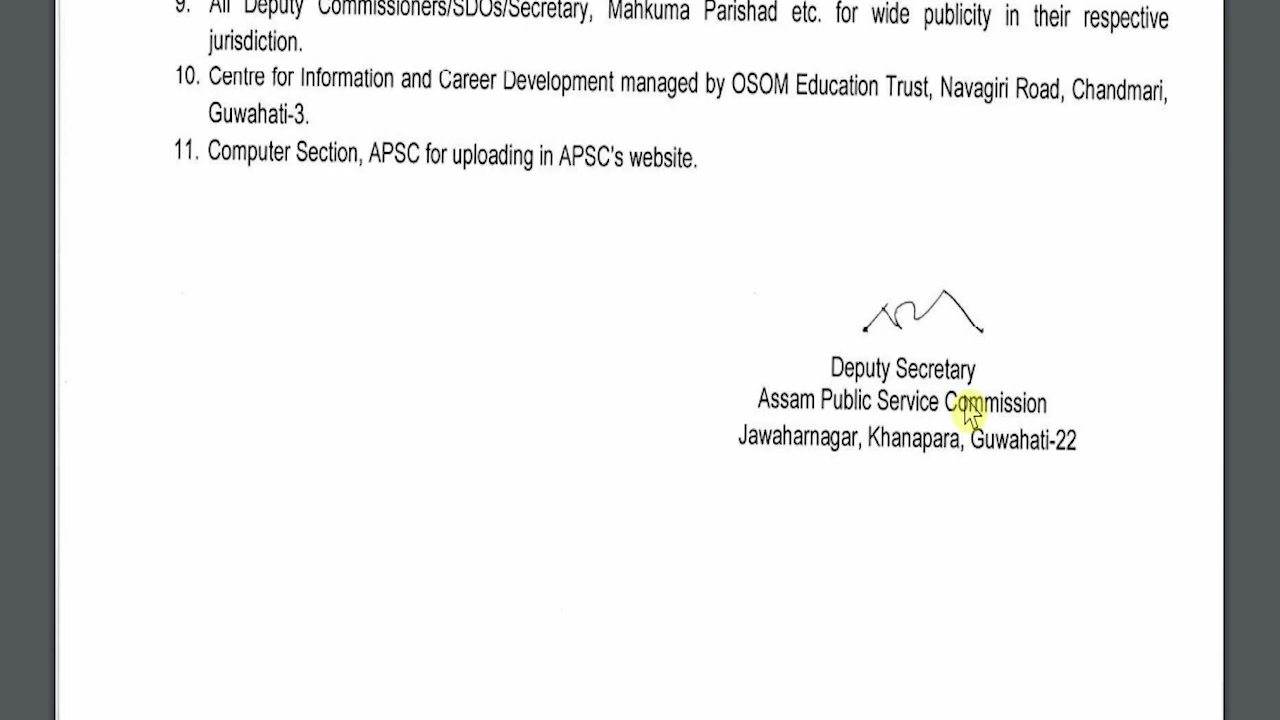 9. All Deputy Commissioners/SDOs/Secretary, Mahkuma Parishad etc. for wide publicity in their respective
jurisdiction.
10. Centre for Information and Career Development managed by OSOM Education Trust, Navagiri Road, Chandmari,
Guwahati-3.
11. Computer Section, APSC for uploading in APSC's website.
Deputy Secretary
Assam Public Service Commission
Jawaharnagar, Khanapara, Guwahati-22